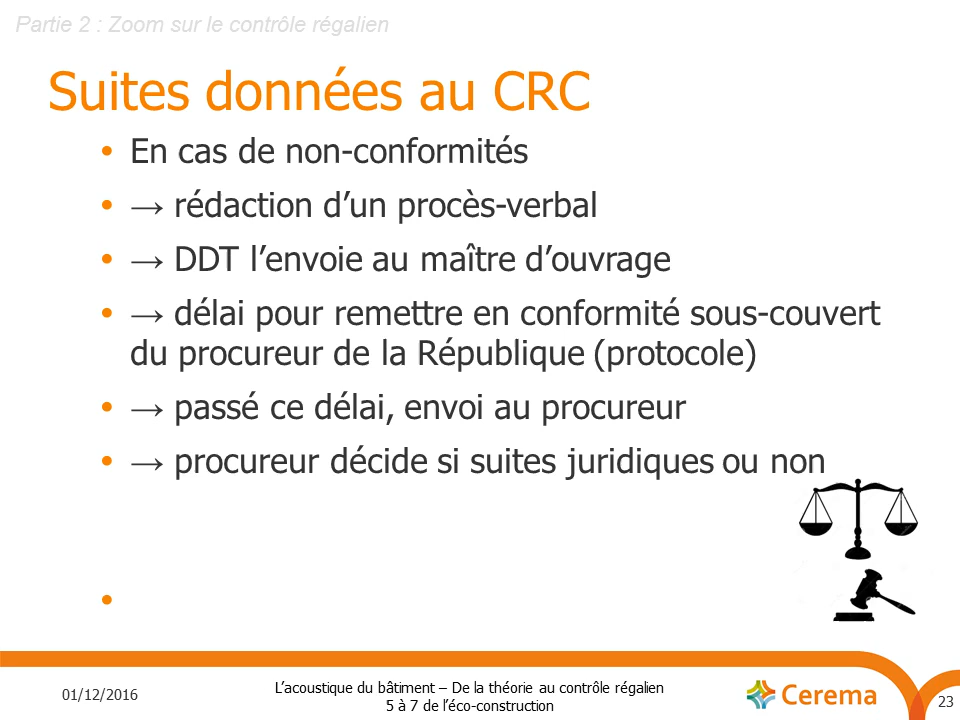 Partie 2 : Zoom sur le contrôle régalien
Suites données au CRC
• En cas de non-conformités
• → rédaction d’un procès-verbal
• → DDT l’envoie au maître d’ouvrage
• → délai pour remettre en conformité sous-couvert
du procureur de la République (protocole)
• → passé ce délai, envoi au procureur
• → procureur décide si suites juridiques ou non
•
01/12/2016
L’acoustique du bâtiment – De la théorie au contrôle régalien
5 à 7 de l’éco-construction
Cerema
23